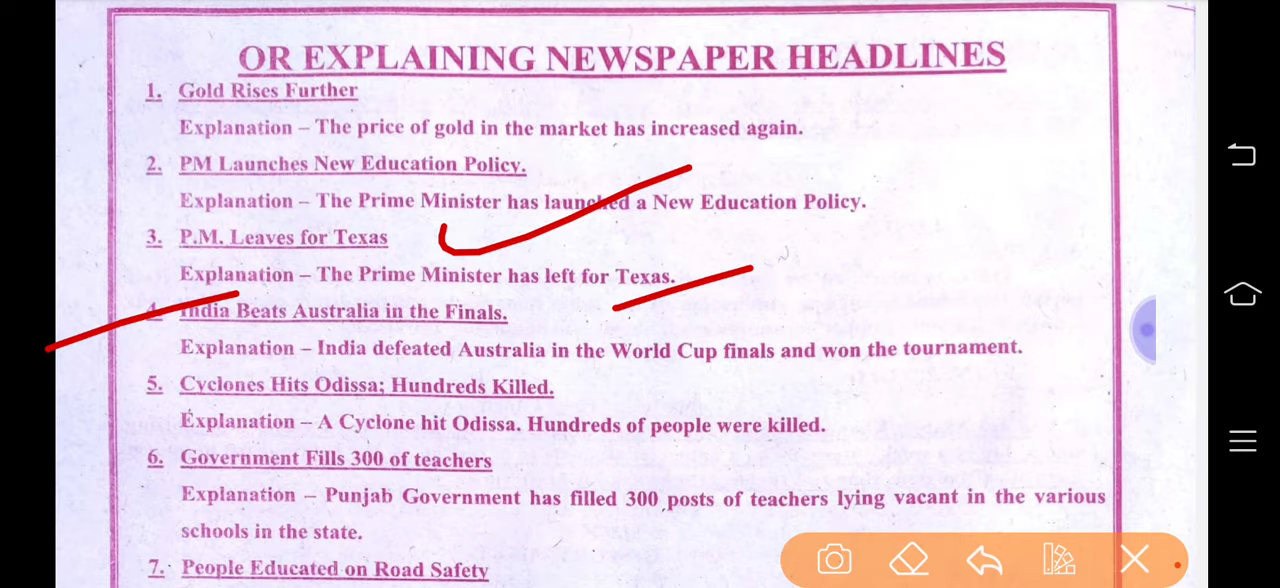 OR EXPLAINING NEWSPAPER HEADLINES
1. Gold Rises Further
Explanation – The price of gold in the market has increased again.
2. PM Launches New Education Policy.
Explanation – The Prime Minister has launched a New Education Policy.
3. P.M. Leaves for Texas
Explanation – The Prime Minister has left for Texas.
4. India Beats Australia in the Finals.
Explanation – India defeated Australia in the World Cup finals and won the tournament.
5. Cyclones Hits Odissa; Hundreds Killed.
Explanation – A Cyclone hit Odissa. Hundreds of people were killed.
6. Government Fills 300 of teachers
Explanation – Punjab Government has filled 300 posts of teachers lying vacant in the various
schools in the state.
7. People Educated on Road Safety